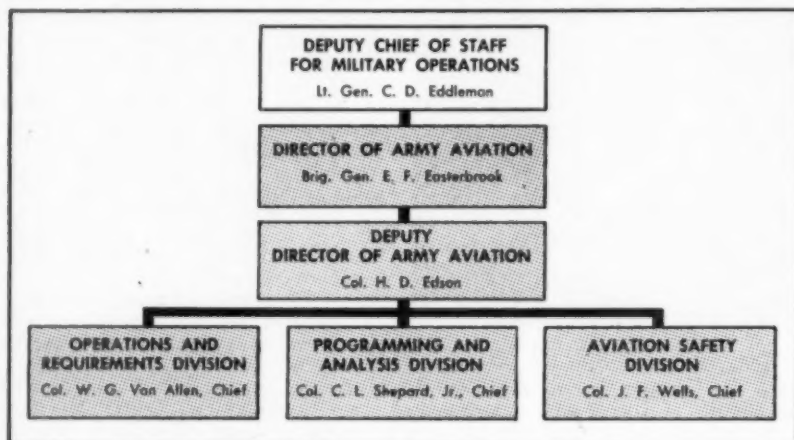 DEPUTY CHIEF OF STAFF
FOR MILITARY OPERATIONS
Lt. Gen. C. D. Eddleman
DIRECTOR OF ARMY AVIATION
Brig. Gen. E. F. Easterbrook
DEPUTY
DIRECTOR OF ARMY AVIATION
Col. H. D. Edson
OPERATIONS AND
REQUIREMENTS DIVISION
Col. W. G. Van Allen, Chief
PROGRAMMING AND
ANALYSIS DIVISION
Col. C. L. Shepard, Jr., Chief
AVIATION SAFETY
DIVISION
Col. J. F. Wells, Chief